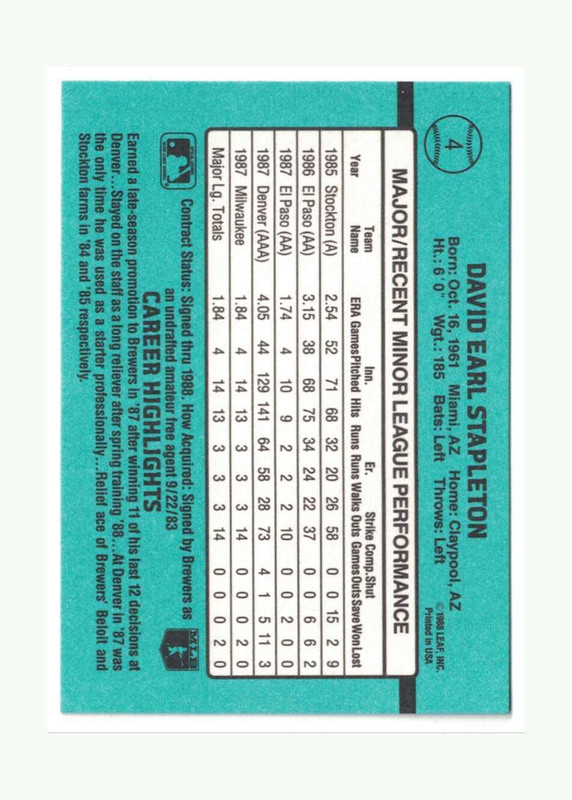 4
DAVID EARL STAPLETON
Born: Oct. 16, 1961 Miami, AZ Home: Claypool, AZ
Ht.: 6'0" Wgt.: 185 Bats: Left Throws: Left
© 1988 LEAF, INC.
Printed in USA
MAJOR/RECENT MINOR LEAGUE PERFORMANCE
Team Inn. Er. Strike Comp. Shut
Year Name ERA Games Pitched Hits Runs Runs Walks Outs Games Outs Save Won Lost
1985 Stockton (A) 2.54 52 71 68 32 20 26 58 0 0 15 2 9
1986 El Paso (AA) 3.15 38 68 75 34 24 22 37 0 0 6 6 2
1987 El Paso (AA) 1.74 4 10 9 2 2 2 10 0 0 0 2 0
1987 Denver (AAA) 4.05 44 129 141 64 58 28 73 4 1 5 11 3
1987 Milwaukee 1.84 4 14 13 3 3 3 14 0 0 0 2 0
Major Lg. Totals 1.84 4 14 13 3 3 3 14 0 0 0 2 0
Contract Status: Signed thru 1988. How Acquired: Signed by Brewers as
an undrafted amateur free agent 9/22/83
MLB
CAREER HIGHLIGHTS
Earned a late-season promotion to Brewers in '87 after winning 11 of his last 12 decisions at
Denver...Stayed on the staff as a long reliever after spring training '88...At Denver in '87 was
the only time he was used as a starter professionally...Relief ace of Brewers' Beloit and
Stockton farms in '84 and '85 respectively.